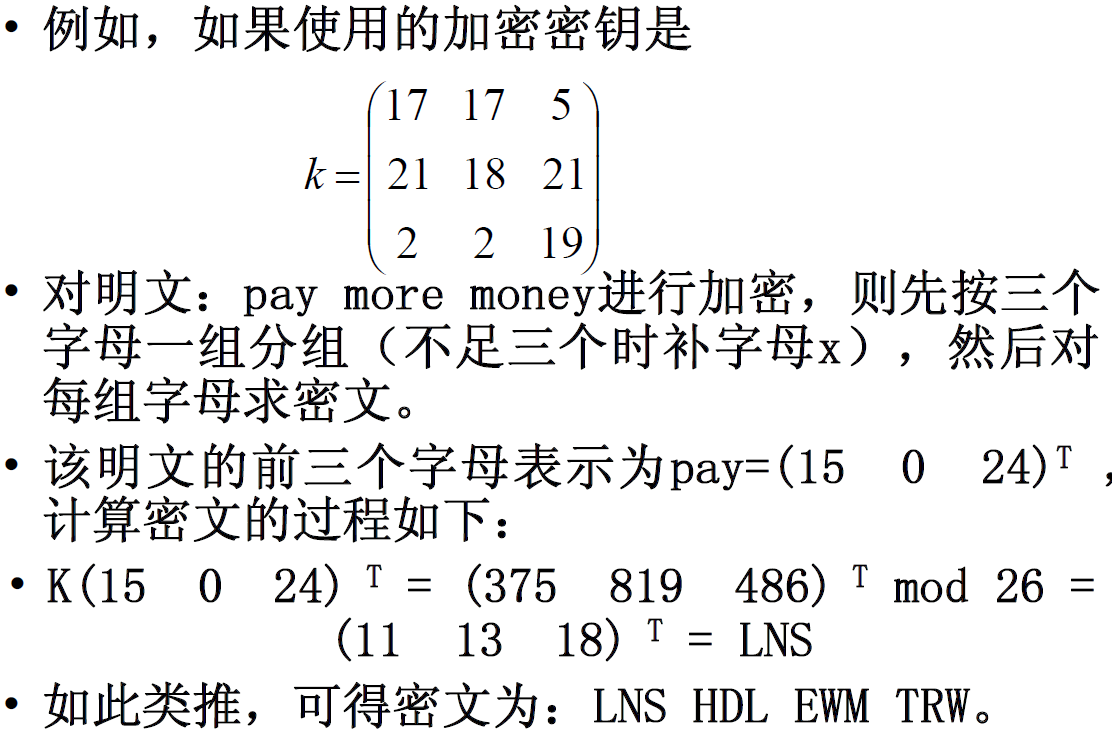 • 例如，如果使用的加密密钥是
17 17 5
k= 21 18 21
2 2 19
• 对明文：pay more money进行加密，则先按三个
字母一组分组（不足三个时补字母x），然后对
每组字母求密文。
• 该明文的前三个字母表示为pay=(15 0 24)ᵀ ，
计算密文的过程如下：
• K(15 0 24) ᵀ = (375 819 486) ᵀ mod 26 =
(11 13 18) ᵀ = LNS
• 如此类推，可得密文为：LNS HDL EWM TRW。